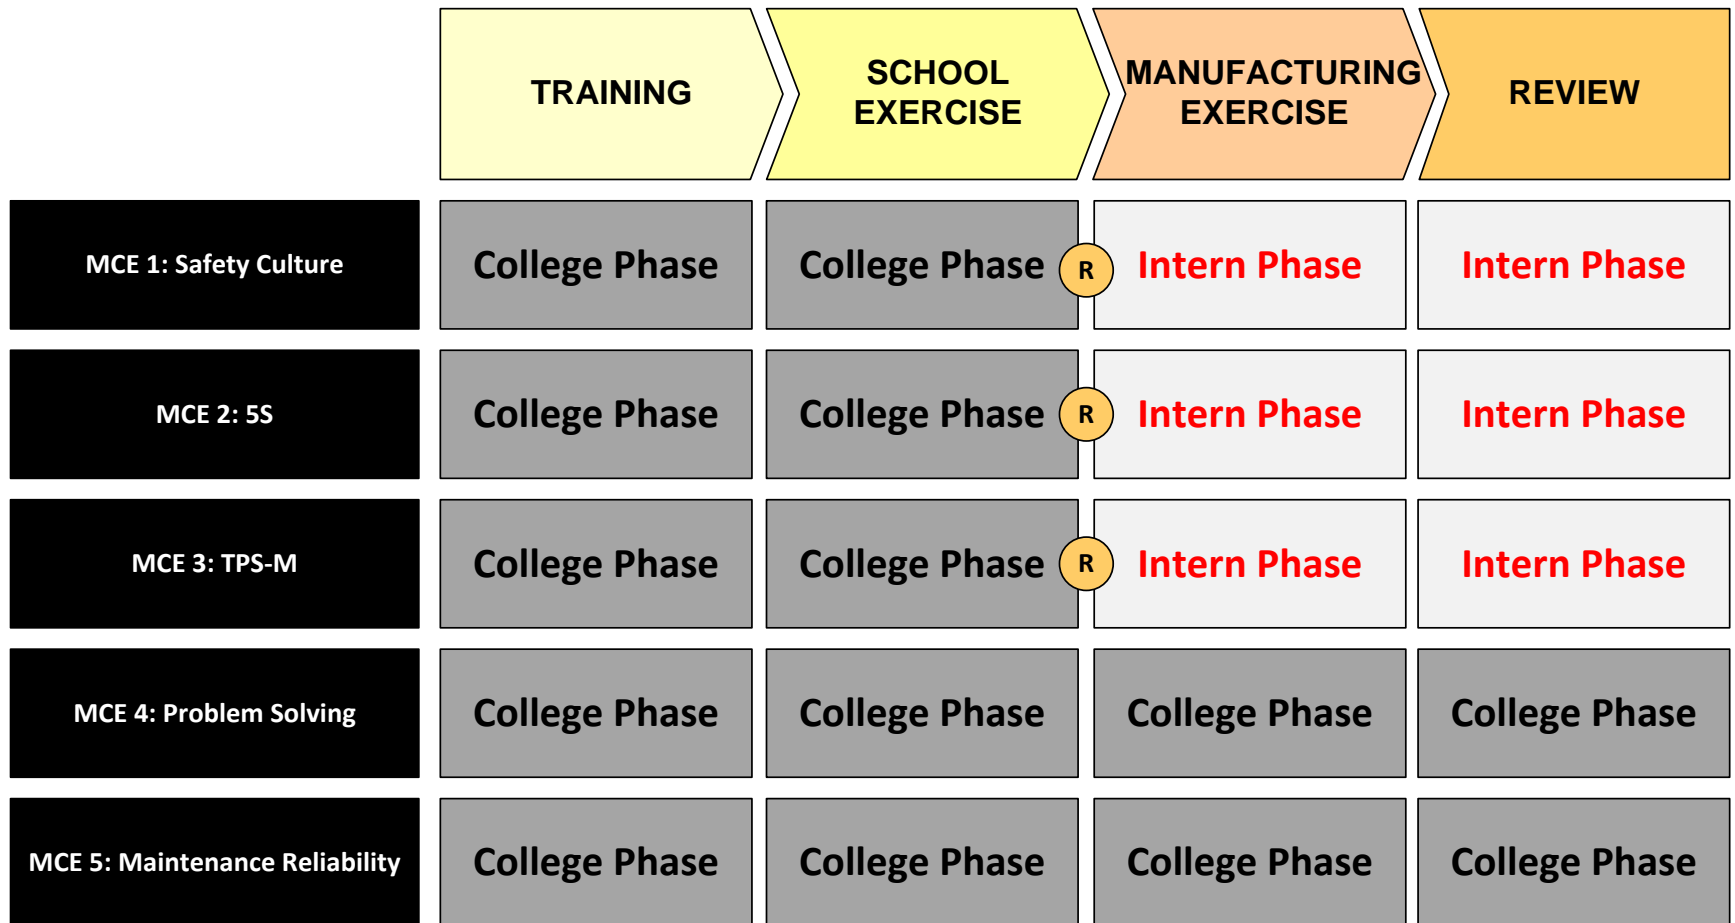 TRAINING
SCHOOL
EXERCISE
MANUFACTURING
EXERCISE
REVIEW
MCE 1: Safety Culture
College Phase
College Phase
R
Intern Phase
Intern Phase
MCE 2: 5S
College Phase
College Phase
R
Intern Phase
Intern Phase
MCE 3: TPS-M
College Phase
College Phase
R
Intern Phase
Intern Phase
MCE 4: Problem Solving
College Phase
College Phase
College Phase
College Phase
MCE 5: Maintenance Reliability
College Phase
College Phase
College Phase
College Phase